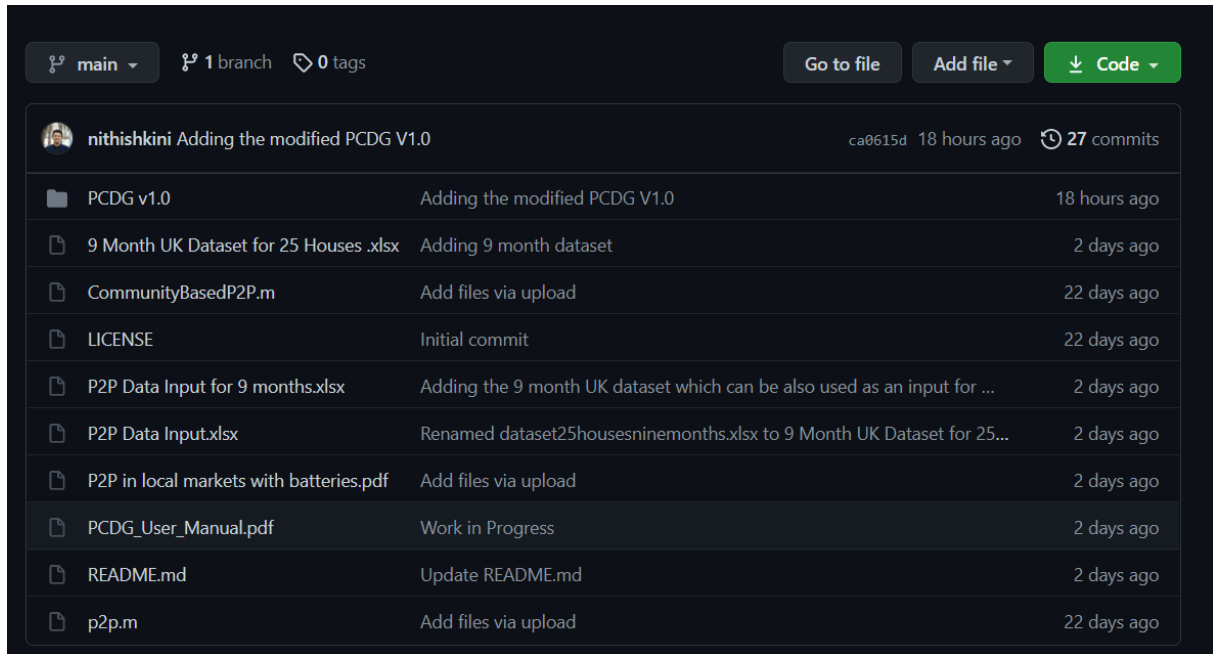 main 1 branch 0 tags Go to file Add file Code
nithishkini Adding the modified PCDG V1.0 ca0615d 18 hours ago 27 commits
PCDG v1.0 Adding the modified PCDG V1.0 18 hours ago
9 Month UK Dataset for 25 Houses .xlsx Adding 9 month dataset 2 days ago
CommunityBasedP2P.m Add files via upload 22 days ago
LICENSE Initial commit 22 days ago
P2P Data Input for 9 months.xlsx Adding the 9 month UK dataset which can be also used as an input for ... 2 days ago
P2P Data Input.xlsx Renamed dataset25housesninemonths.xlsx to 9 Month UK Dataset for 25... 2 days ago
P2P in local markets with batteries.pdf Add files via upload 2 days ago
PCDG_User_Manual.pdf Work in Progress 2 days ago
README.md Update README.md 2 days ago
p2p.m Add files via upload 22 days ago